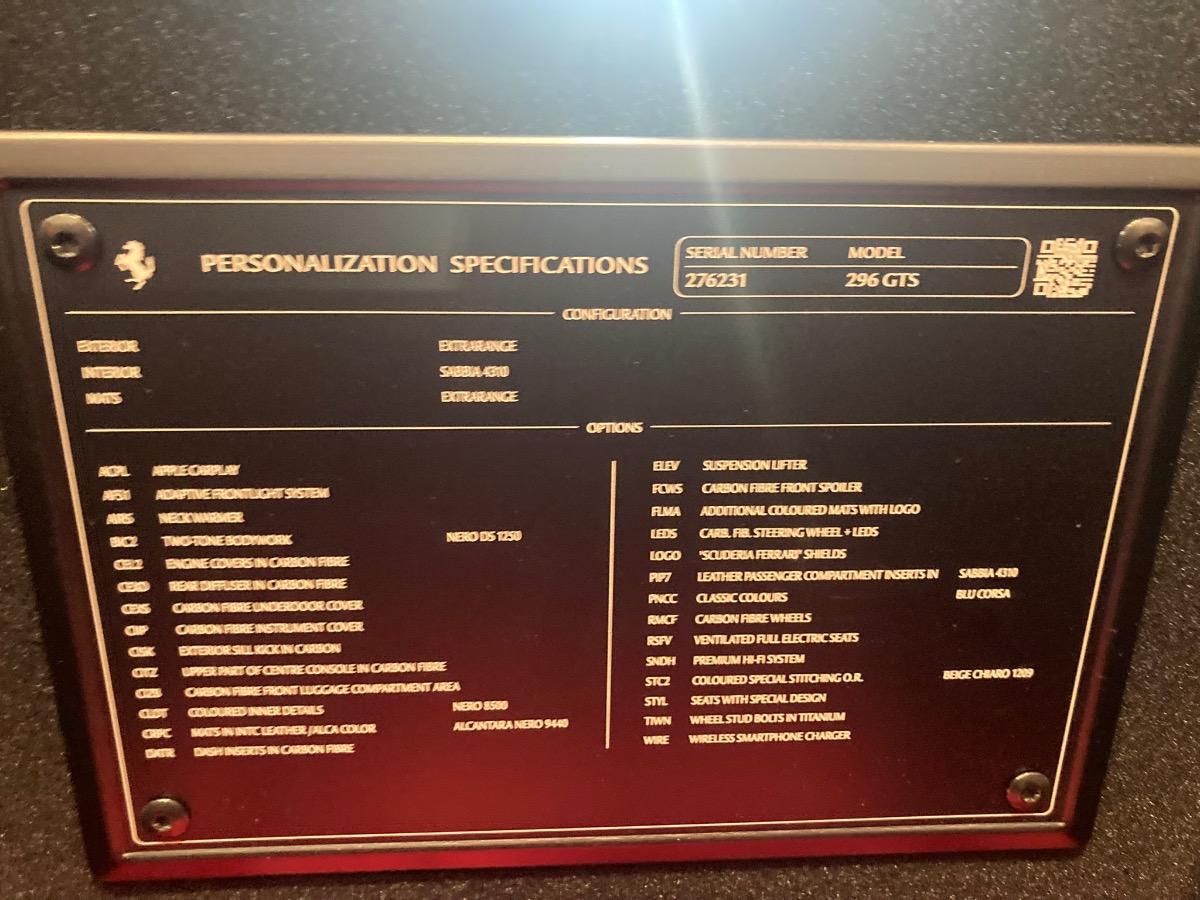 PERSONALIZATION SPECIFICATIONS
SERIAL NUMBER MODEL
276231 296 GTS
CONFIGURATION
EXTERIOR EXTRARANGE
INTERIOR SABBIA 4310
MATS EXTRARANGE
OPTIONS
ACPL APPLE CARPLAY
AFS1 ADAPTIVE FRONTLIGHT SYSTEM
AIRS NECK WARMER
BIC2 TWO-TONE BODYWORK NERO DS 1250
CEL2 ENGINE COVERS IN CARBON FIBRE
REAR DIFFUSER IN CARBON FIBRE
CARBON FIBRE UNDERDOOR COVER
CARBON FIBRE INSTRUMENT COVER
CISK EXTERIOR SILL KICK IN CARBON
UPPER PART OF CENTRE CONSOLE IN CARBON FIBRE
CARBON FIBRE FRONT LUGGAGE COMPARTMENT AREA
CLDT COLOURED INNER DETAILS NERO 8500
CRPC MATS IN INTC LEATHER /ALCA COLOR ALCANTARA NERO 9440
DATR DASH INSERTS IN CARBON FIBRE
ELEV SUSPENSION LIFTER
FCWS CARBON FIBRE FRONT SPOILER
FLMA ADDITIONAL COLOURED MATS WITH LOGO
LEDS CARB. FIB. STEERING WHEEL + LEDS
LOGO "SCUDERIA FERRARI" SHIELDS
PIP7 LEATHER PASSENGER COMPARTMENT INSERTS IN SABBIA 4310
PNCC CLASSIC COLOURS BLU CORSA
RMCF CARBON FIBRE WHEELS
RSFV VENTILATED FULL ELECTRIC SEATS
SNDH PREMIUM HI-FI SYSTEM
STC2 COLOURED SPECIAL STITCHING O.R. BEIGE CHIARO 1209
STYL SEATS WITH SPECIAL DESIGN
TIWN WHEEL STUD BOLTS IN TITANIUM
WIRE WIRELESS SMARTPHONE CHARGER